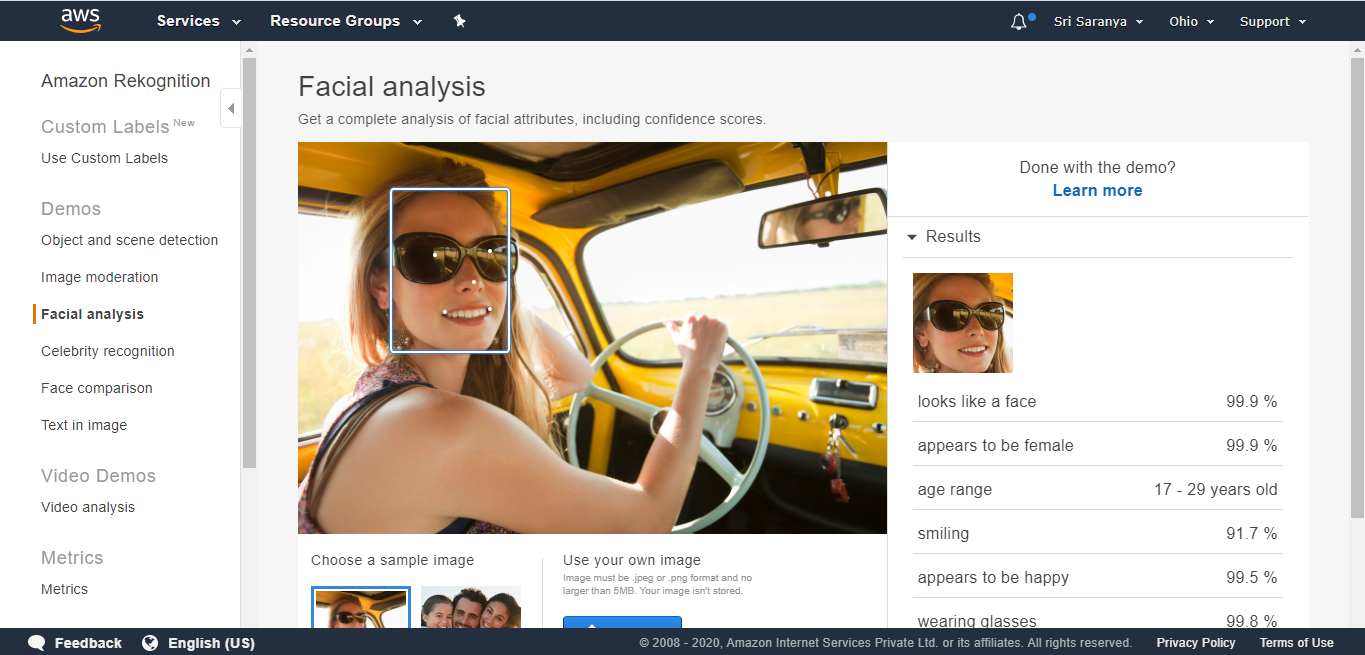 aws Services Resource Groups Sri Saranya Ohio Support
Amazon Rekognition
Custom Labels New
Use Custom Labels
Demos
Object and scene detection
Image moderation
Facial analysis
Celebrity recognition
Face comparison
Text in image
Video Demos
Video analysis
Metrics
Metrics
Facial analysis
Get a complete analysis of facial attributes, including confidence scores.
Choose a sample image
Use your own image
Image must be .jpeg or .png format and no
larger than 5MB. Your image isn't stored.
Done with the demo?
Learn more
Results
looks like a face 99.9 %
appears to be female 99.9 %
age range 17 - 29 years old
smiling 91.7 %
appears to be happy 99.5 %
wearing glasses 99.8 %
Feedback English (US) © 2008 - 2020, Amazon Internet Services Private Ltd. or its affiliates. All rights reserved. Privacy Policy Terms of Use